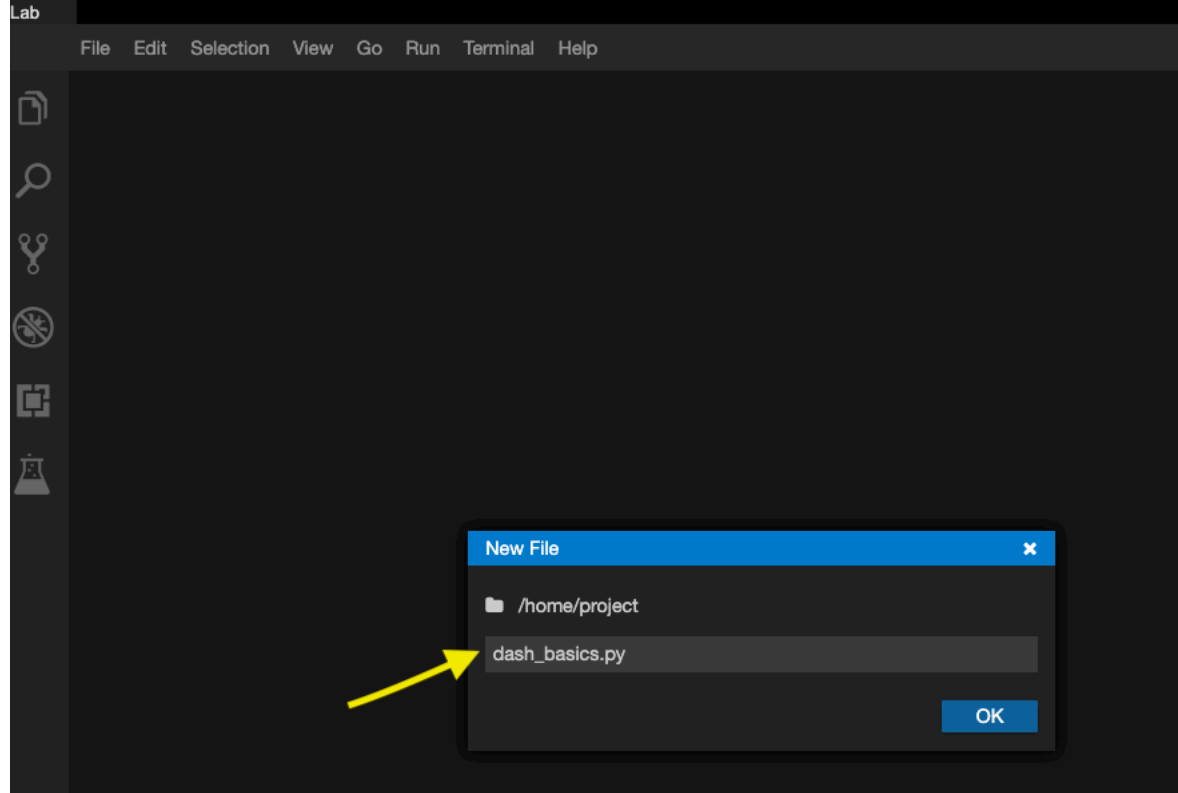 Lab
File Edit Selection View Go Run Terminal Help
New File
/home/project
dash_basics.py
OK